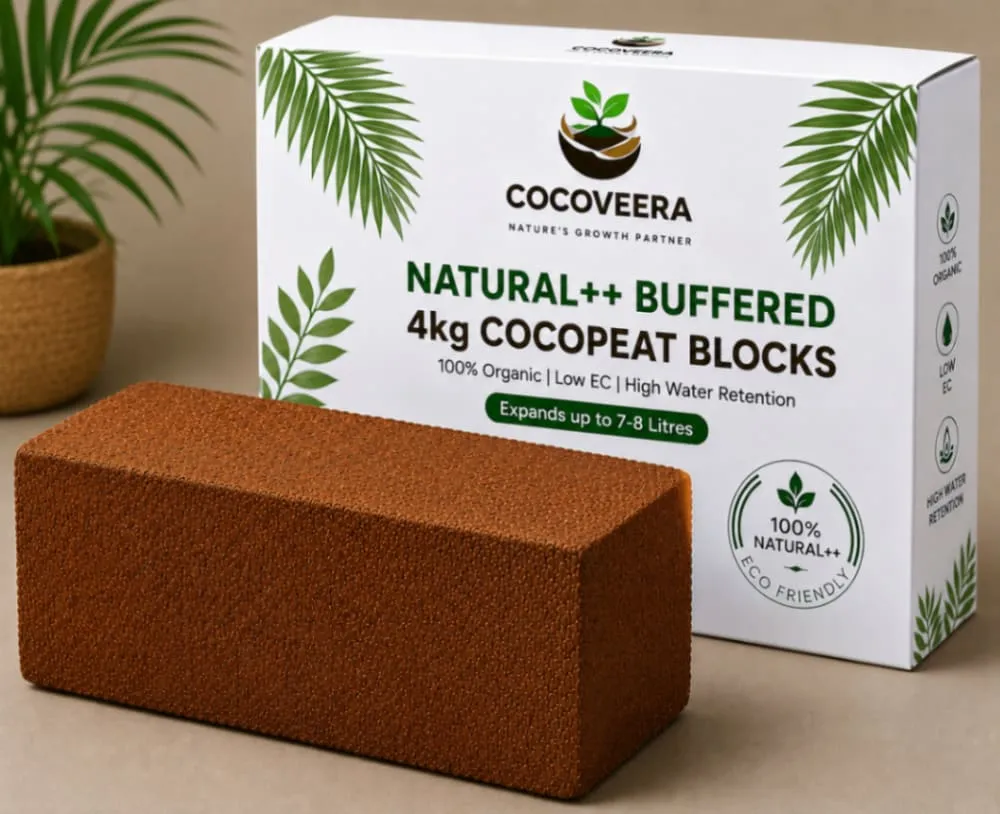 COCOVEERA
COCOVEERA
NATURE'S GROWTH PARTNER
NATURAL++ BUFFERED
4kg COCOPEAT BLOCKS
100% Organic | Low EC | High Water Retention
Expands up to 7-8 Litres
100%
NATURAL++
ECO FRIENDLY
100%
ORGANIC
LOW
EC
HIGH WATER
RETENTION